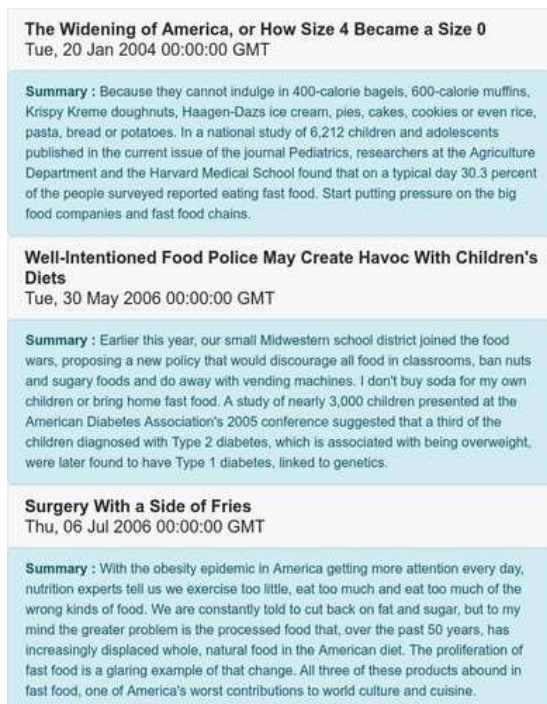 The Widening of America, or How Size 4 Became a Size 0
Tue, 20 Jan 2004 00:00:00 GMT
Summary : Because they cannot indulge in 400-calorie bagels, 600-calorie muffins,
Krispy Kreme doughnuts, Haagen-Dazs ice cream, pies, cakes, cookies or even rice,
pasta, bread or potatoes. In a national study of 6,212 children and adolescents
published in the current issue of the journal Pediatrics, researchers at the Agriculture
Department and the Harvard Medical School found that on a typical day 30.3 percent
of the people surveyed reported eating fast food. Start putting pressure on the big
food companies and fast food chains.
Well-Intentioned Food Police May Create Havoc With Children's
Diets
Tue, 30 May 2006 00:00:00 GMT
Summary : Earlier this year, our small Midwestern school district joined the food
wars, proposing a new policy that would discourage all food in classrooms, ban nuts
and sugary foods and do away with vending machines. I don't buy soda for my own
children or bring home fast food. A study of nearly 3,000 children presented at the
American Diabetes Association's 2005 conference suggested that a third of the
children diagnosed with Type 2 diabetes, which is associated with being overweight,
were later found to have Type 1 diabetes, linked to genetics.
Surgery With a Side of Fries
Thu, 06 Jul 2006 00:00:00 GMT
Summary : With the obesity epidemic in America getting more attention every day,
nutrition experts tell us we exercise too little, eat too much and eat too much of the
wrong kinds of food. We are constantly told to cut back on fat and sugar, but to my
mind the greater problem is the processed food that, over the past 50 years, has
increasingly displaced whole, natural food in the American diet. The proliferation of
fast food is a glaring example of that change. All three of these products abound in
fast food, one of America's worst contributions to world culture and cuisine.